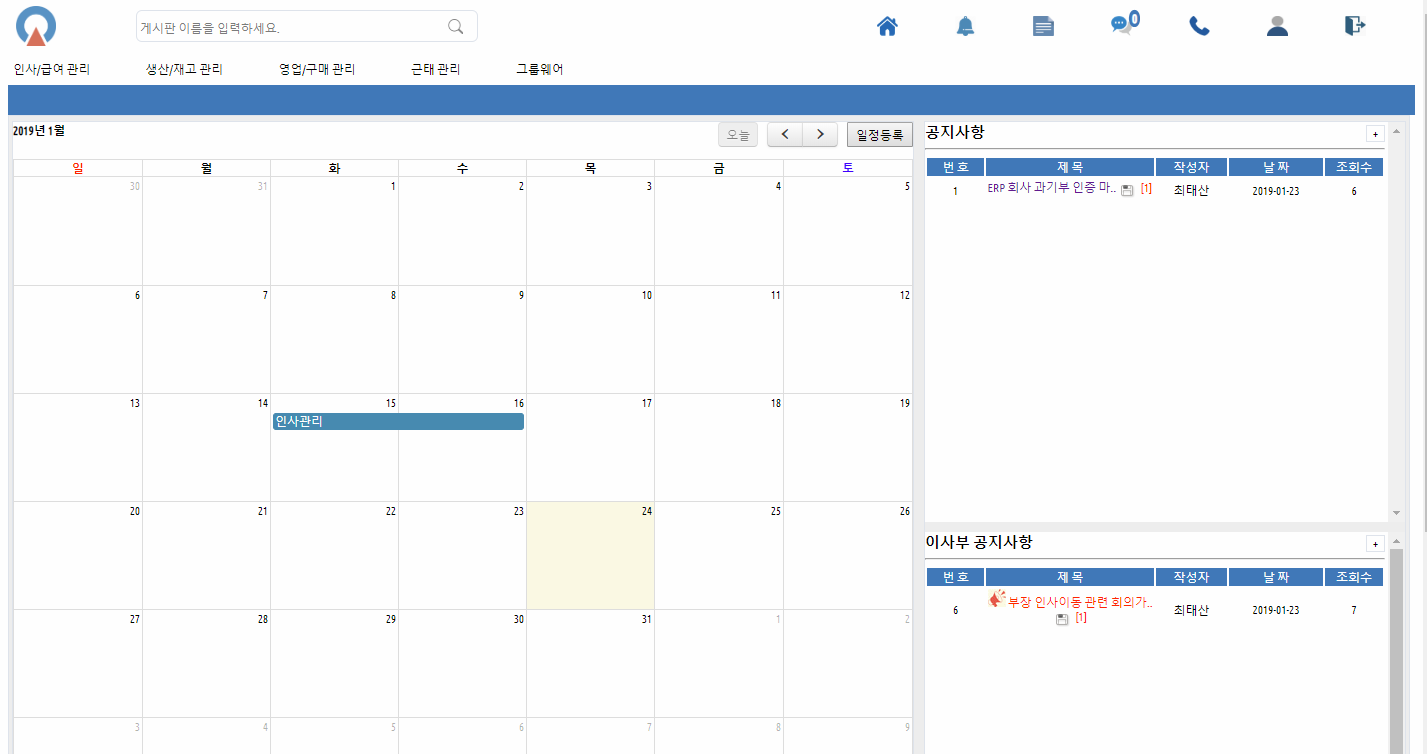 게시판 이름을 입력하세요.
0
인사/급여 관리 생산/재고 관리 영업/구매 관리 근태 관리 그룹웨어
2019년 1월 오늘 일정등록
일 월 화 수 목 금 토
30 31 1 2 3 4 5
6 7 8 9 10 11 12
13 14 15 16 17 18 19
인사관리
20 21 22 23 24 25 26
27 28 29 30 31 1 2
3 4 5 6 7 8 9
공지사항 +
번 호 제 목 작성자 날 짜 조회수
1 ERP 회사 과기부 인증 마.. [1] 최태산 2019-01-23 6
이사부 공지사항 +
번 호 제 목 작성자 날 짜 조회수
6 부장 인사이동 관련 회의가.. 최태산 2019-01-23 7
[1]